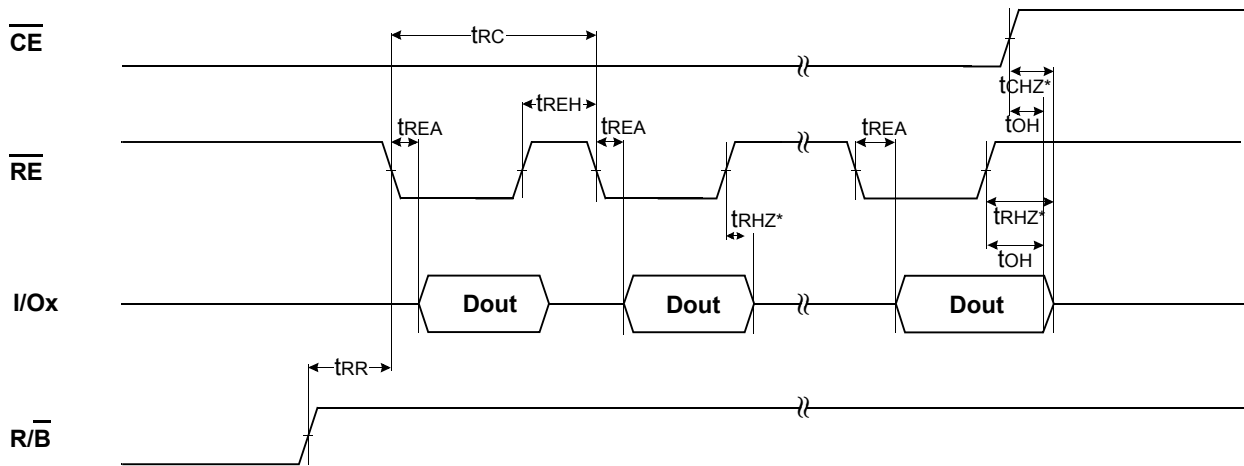 CE
tRC
tCHZ*
tREH
tOH
tREA
tREA
tREA
RE
tRHZ*
tRHZ*
tOH
I/Ox
Dout
Dout
Dout
tRR
R/B